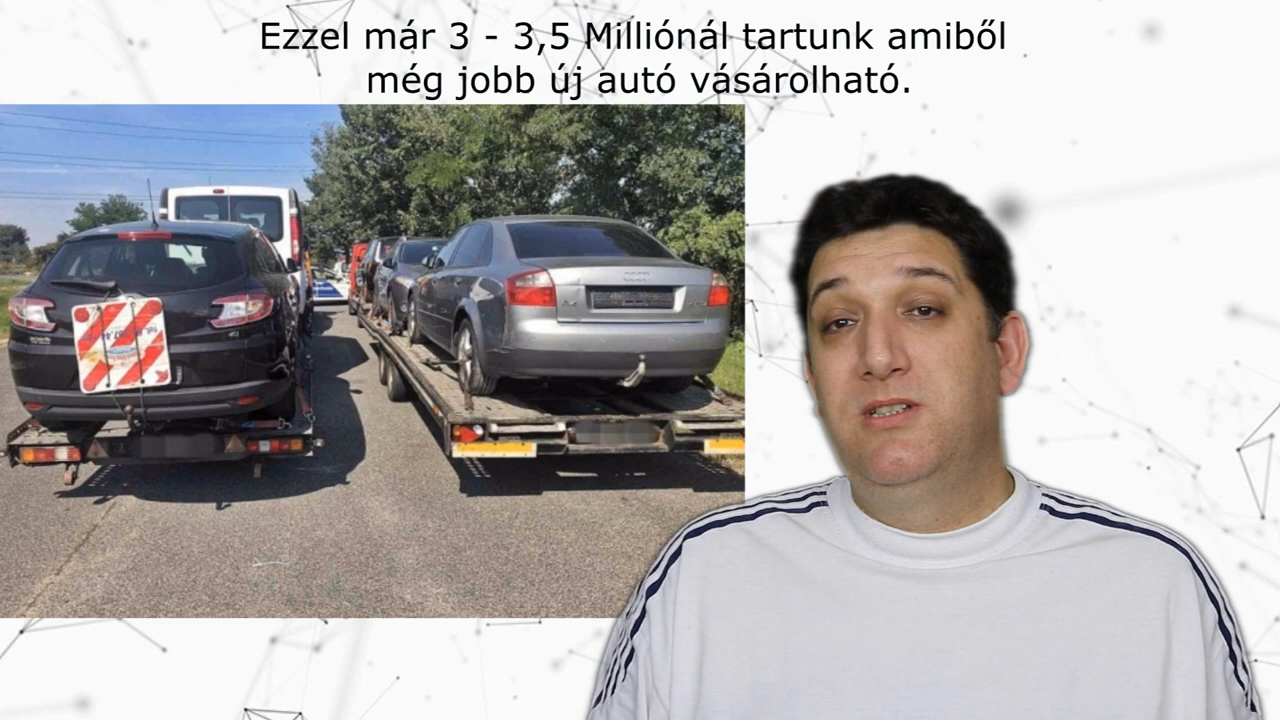 Ezzel már 3 - 3,5 Milliónál tartunk amiből
még jobb új autó vásárolható.